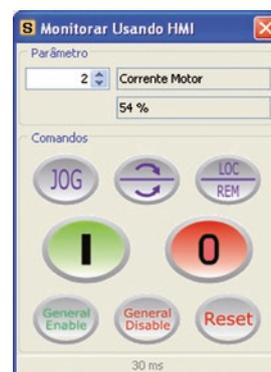 S Monitorar Usando HMI
Parâmetro
2 Corrente Motor
54 %
Comandos
JOG
LOC
REM
I 0
General
Enable
General
Disable
Reset
30 ms